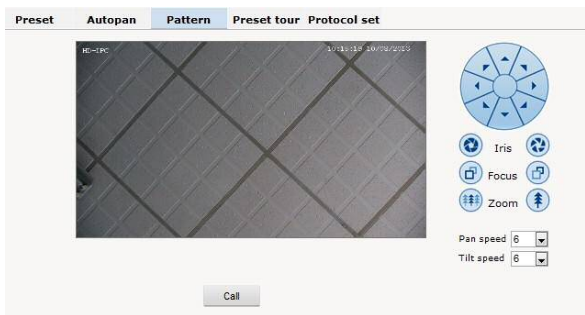 Preset Autopan Pattern Preset tour Protocol set
HD-IPC
Iris
Focus
Zoom
Pan speed 6
Tilt speed 6
Call